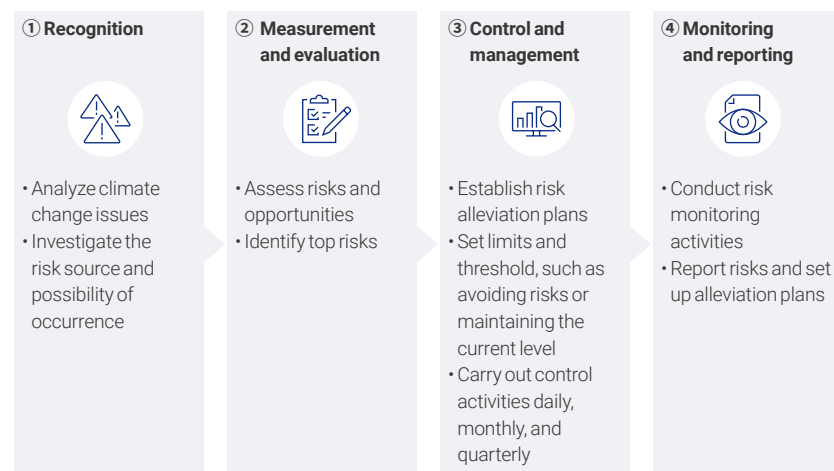 ① Recognition
• Analyze climate
change issues
• Investigate the
risk source and
possibility of
occurrence
② Measurement
and evaluation
• Assess risks and
opportunities
• Identify top risks
③ Control and
management
• Establish risk
alleviation plans
• Set limits and
threshold, such as
avoiding risks or
maintaining the
current level
• Carry out control
activities daily,
monthly, and
quarterly
④ Monitoring
and reporting
• Conduct risk
monitoring
activities
• Report risks and set
up alleviation plans